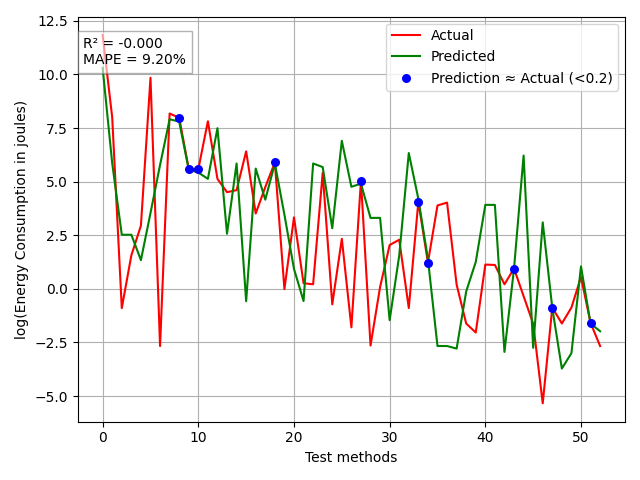 12.5
10.0
7.5
5.0
2.5
0.0
−2.5
−5.0
log(Energy Consumption in joules)
R² = -0.000
MAPE = 9.20%
Actual
Predicted
Prediction ≈ Actual (<0.2)
0 10 20 30 40 50
Test methods